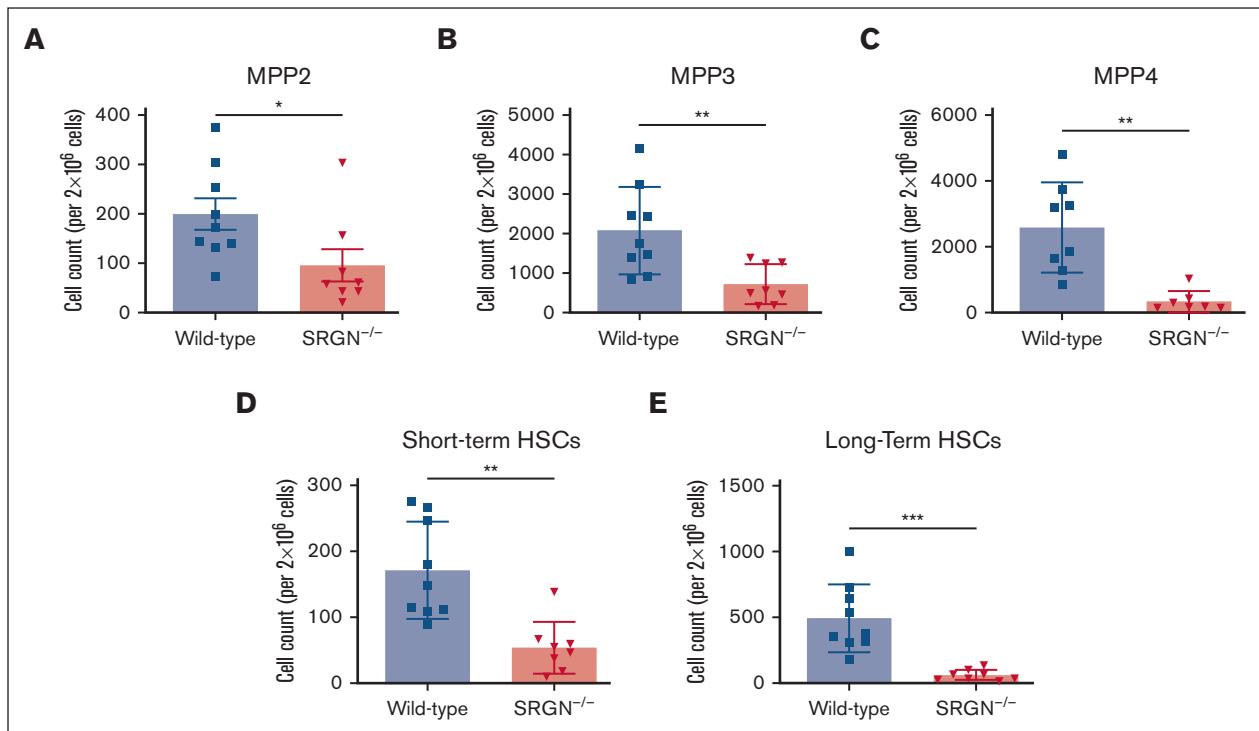 A
MPP2
Cell count (per 2×10⁶ cells)
400
300
200
100
0
*
Wild-type
SRGN⁻/⁻
B
MPP3
Cell count (per 2×10⁶ cells)
5000
4000
3000
2000
1000
0
**
Wild-type
SRGN⁻/⁻
C
MPP4
Cell count (per 2×10⁶ cells)
6000
4000
2000
0
**
Wild-type
SRGN⁻/⁻
D
Short-term HSCs
Cell count (per 2×10⁶ cells)
300
200
100
0
**
Wild-type
SRGN⁻/⁻
E
Long-Term HSCs
Cell count (per 2×10⁶ cells)
1500
1000
500
0
***
Wild-type
SRGN⁻/⁻